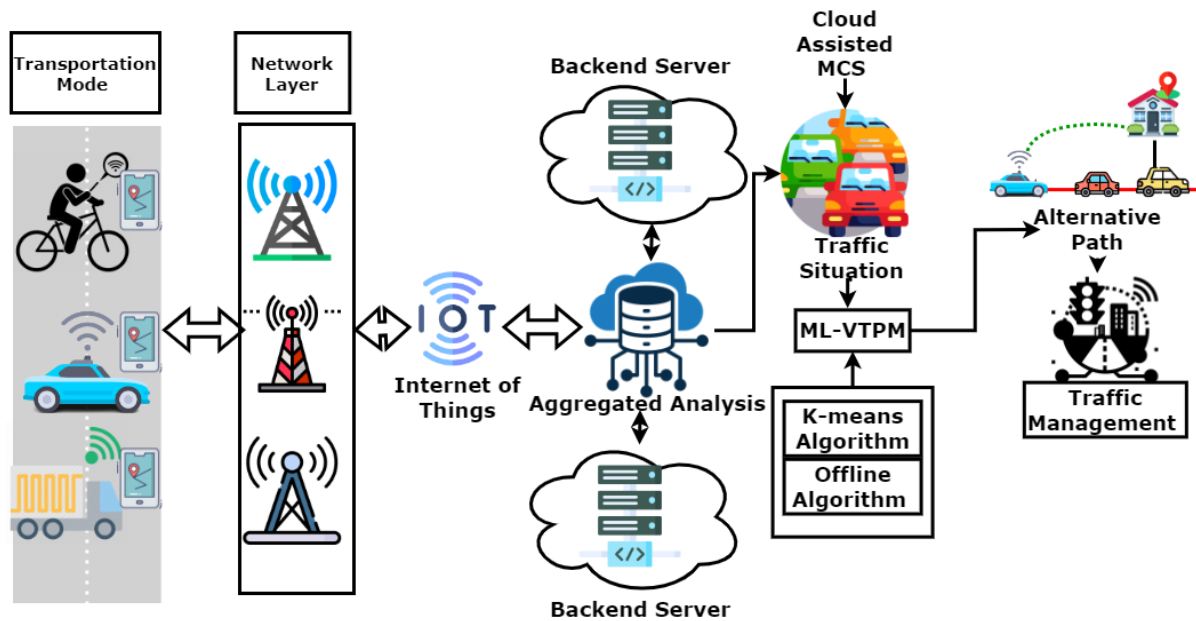 Transportation
Mode
Network
Layer
Backend Server
Cloud
Assisted
MCS
IOT
Internet of
Things
</>
Aggregated Analysis
</>
Backend Server
Traffic
Situation
ML-VTPM
K-means
Algorithm
Offline
Algorithm
Alternative
Path
Traffic
Management